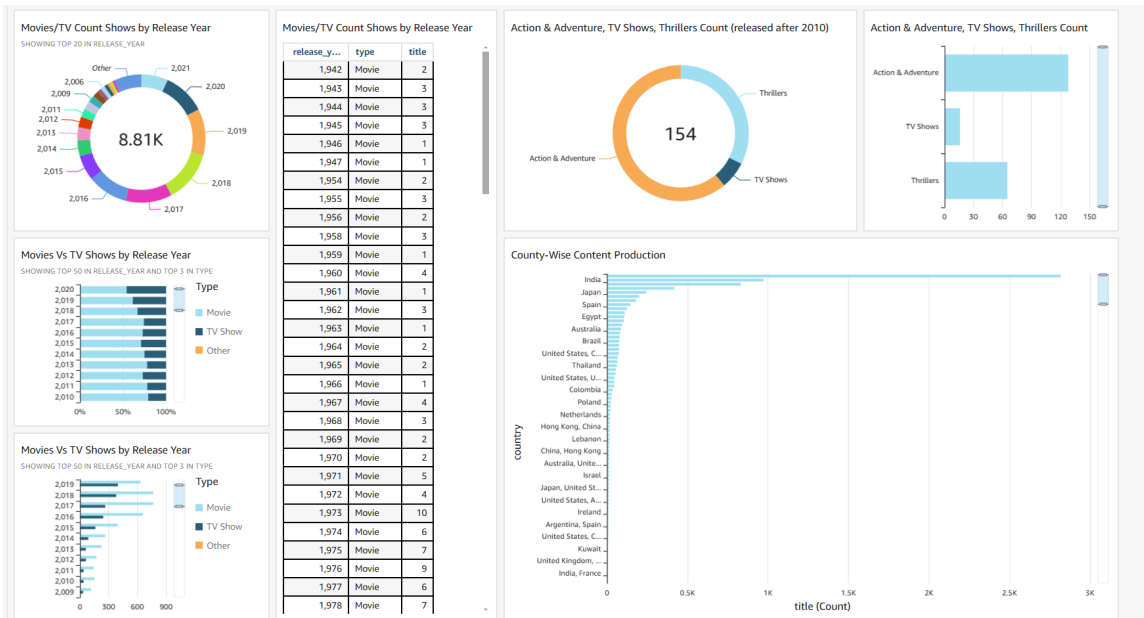 Movies/TV Count Shows by Release Year
SHOWING TOP 20 IN RELEASE_YEAR
Other
2,021
2,006
2,020
2,009
2,011
2,012
2,019
2,013
8.81K
2,014
2,015
2,018
2,016
2,017
Movies Vs TV Shows by Release Year
SHOWING TOP 50 IN RELEASE_YEAR AND TOP 3 IN TYPE
2,020
2,019
2,018
2,017
2,016
2,015
2,014
2,013
2,012
2,011
2,010
0% 50% 100%
Type
Movie
TV Show
Other
Movies Vs TV Shows by Release Year
SHOWING TOP 50 IN RELEASE_YEAR AND TOP 3 IN TYPE
2,019
2,018
2,017
2,016
2,015
2,014
2,013
2,012
2,011
2,010
2,009
0 300 600 900
Type
Movie
TV Show
Other
Movies/TV Count Shows by Release Year
release_y... type title
1,942 Movie 2
1,943 Movie 3
1,944 Movie 3
1,945 Movie 3
1,946 Movie 1
1,947 Movie 1
1,954 Movie 2
1,955 Movie 3
1,956 Movie 2
1,958 Movie 3
1,959 Movie 1
1,960 Movie 4
1,961 Movie 1
1,962 Movie 3
1,963 Movie 1
1,964 Movie 2
1,965 Movie 2
1,966 Movie 1
1,967 Movie 4
1,968 Movie 3
1,969 Movie 2
1,970 Movie 2
1,971 Movie 5
1,972 Movie 4
1,973 Movie 10
1,974 Movie 6
1,975 Movie 7
1,976 Movie 9
1,977 Movie 6
1,978 Movie 7
Action & Adventure, TV Shows, Thrillers Count (released after 2010)
Thrillers
154
Action & Adventure
TV Shows
Action & Adventure, TV Shows, Thrillers Count
Action & Adventure
TV Shows
Thrillers
0 30 60 90 120 150
County-Wise Content Production
country
India
Japan
Spain
Egypt
Australia
Brazil
United States, C...
Thailand
United States, U...
Colombia
Poland
Netherlands
Hong Kong, China
Lebanon
China, Hong Kong
Australia, Unite...
Israel
Japan, United St...
United States, A...
Ireland
Argentina, Spain
United States, C...
Kuwait
United Kingdom, ...
India, France
0 0.5K 1K 1.5K 2K 2.5K 3K
title (Count)